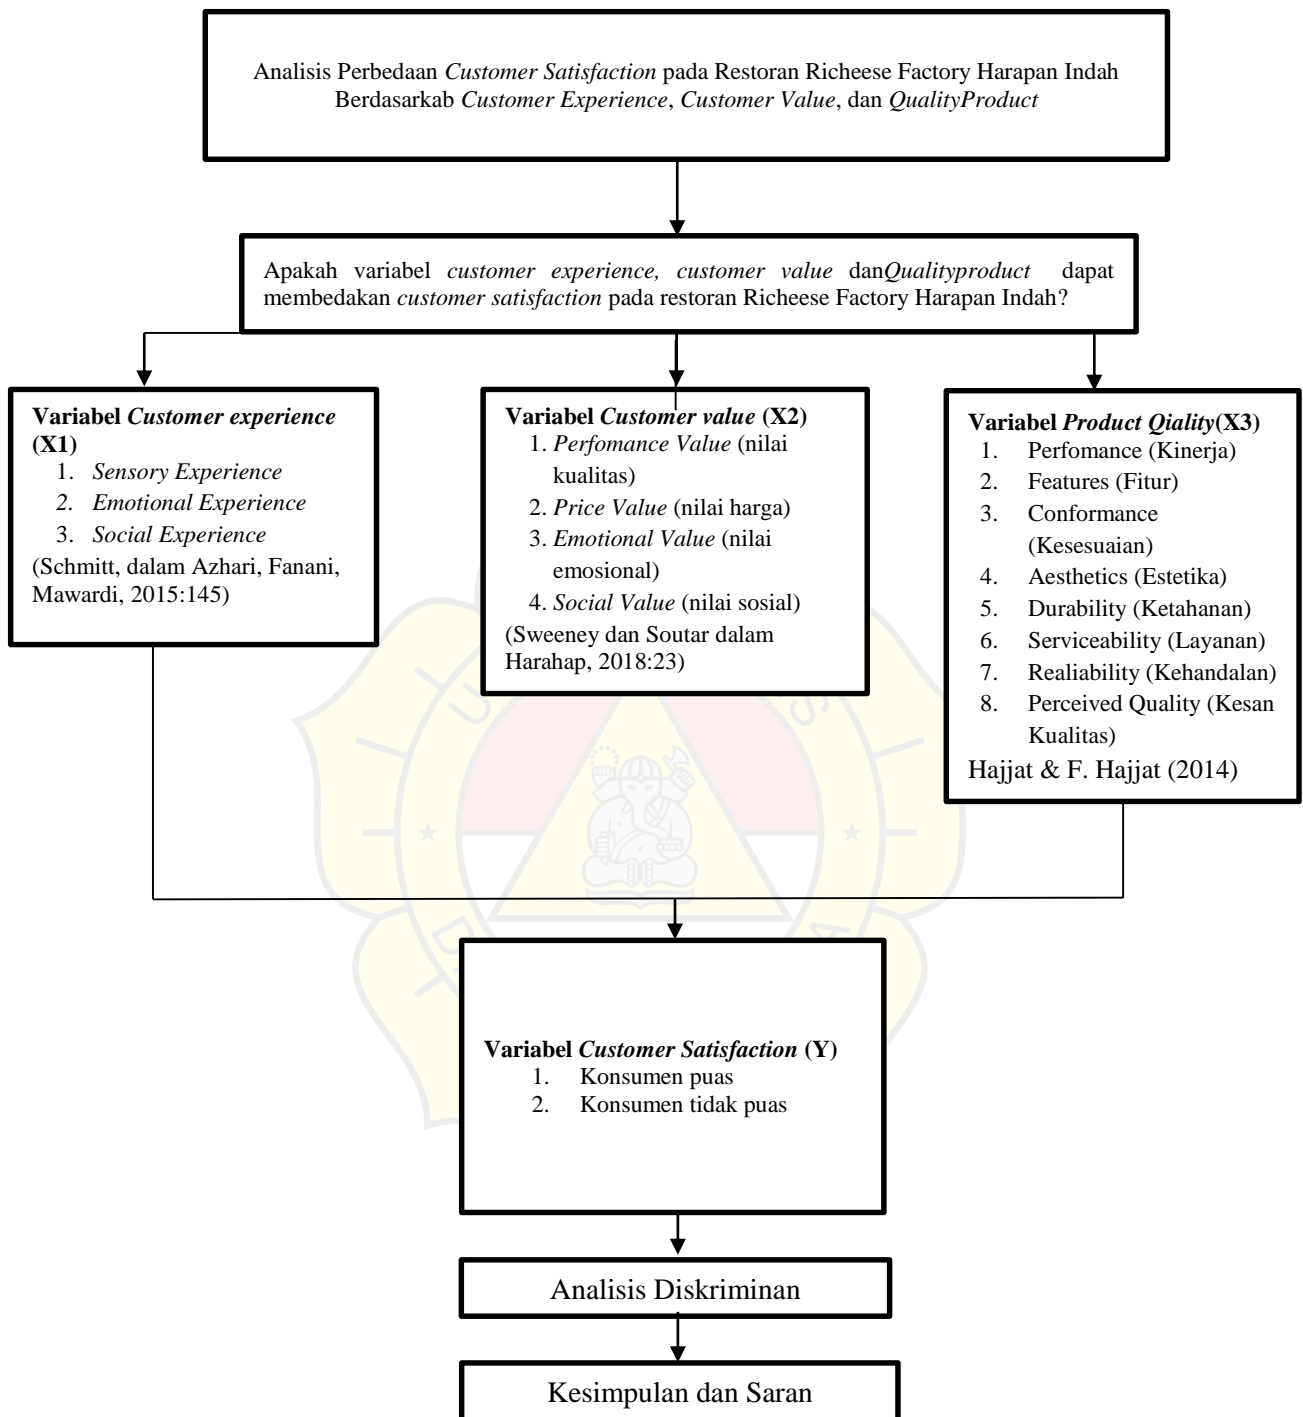 Analisis Perbedaan Customer Satisfaction pada Restoran Richeese Factory Harapan Indah
Berdasarkab Customer Experience, Customer Value, dan QualityProduct
Apakah variabel customer experience, customer value danQualityproduct dapat
membedakan customer satisfaction pada restoran Richeese Factory Harapan Indah?
Variabel Customer experience
(X1)
1. Sensory Experience
2. Emotional Experience
3. Social Experience
(Schmitt, dalam Azhari, Fanani,
Mawardi, 2015:145)
Variabel Customer value (X2)
1. Perfomance Value (nilai
kualitas)
2. Price Value (nilai harga)
3. Emotional Value (nilai
emosional)
4. Social Value (nilai sosial)
(Sweeney dan Soutar dalam
Harahap, 2018:23)
Variabel Product Qiality(X3)
1. Perfomance (Kinerja)
2. Features (Fitur)
3. Conformance
(Kesesuaian)
4. Aesthetics (Estetika)
5. Durability (Ketahanan)
6. Serviceability (Layanan)
7. Realiability (Kehandalan)
8. Perceived Quality (Kesan
Kualitas)
Hajjat & F. Hajjat (2014)
Variabel Customer Satisfaction (Y)
1. Konsumen puas
2. Konsumen tidak puas
Analisis Diskriminan
Kesimpulan dan Saran